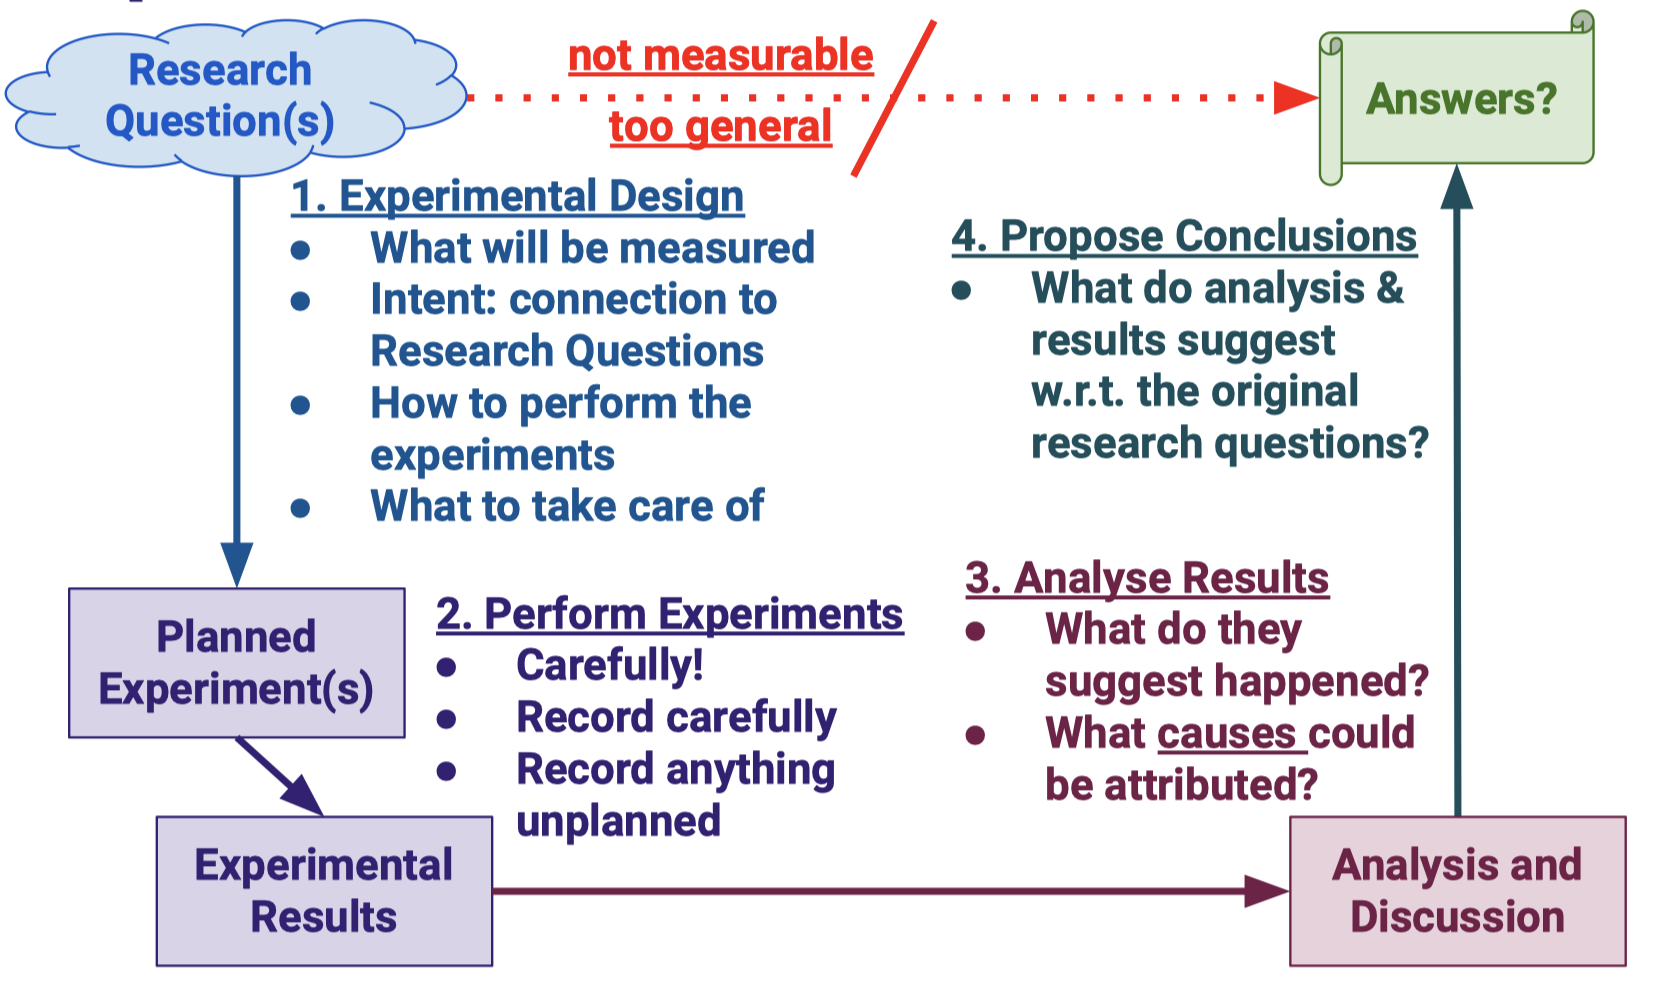 Research
Question(s)
not measurable
too general
Answers?
1. Experimental Design
● What will be measured
● Intent: connection to
Research Questions
● How to perform the
experiments
● What to take care of
4. Propose Conclusions
● What do analysis &
results suggest
w.r.t. the original
research questions?
Planned
Experiment(s)
2. Perform Experiments
● Carefully!
● Record carefully
● Record anything
unplanned
3. Analyse Results
● What do they
suggest happened?
● What causes could
be attributed?
Experimental
Results
Analysis and
Discussion